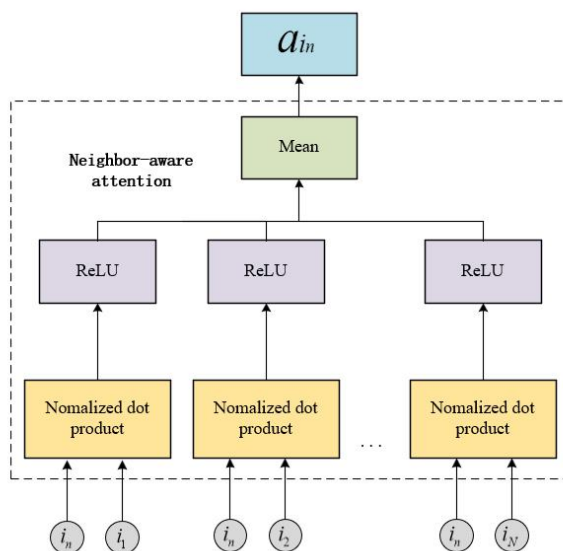 a_{i_n}
Mean
Neighbor-aware
attention
ReLU ReLU ReLU
Nomalized dot
product
Nomalized dot
product
...
Nomalized dot
product
i_n i_1 i_n i_2 i_n i_N